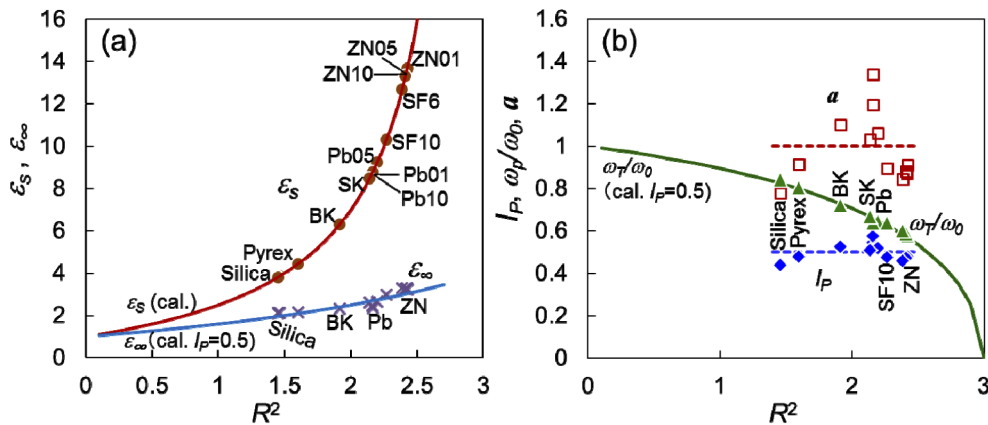 (a)
16
14
12
10
8
6
4
2
0
εs, ε∞
ZN05
ZN01
ZN10
SF6
SF10
Pb05
Pb01
SK
Pb10
εs
BK
Pyrex
Silica
ε∞
ZN
εs (cal.)
Silica
BK
Pb
ε∞(cal. IP=0.5)
0 0.5 1 1.5 2 2.5 3
R²
(b)
1.6
1.4
1.2
1
0.8
0.6
0.4
0.2
0
IP, ωp/ω0, a
a
ωT/ω0
(cal. IP=0.5)
Silica
Pyrex
BK
SK
Pb
ωT/ω0
IP
SF10
ZN
0 1 2 3
R²